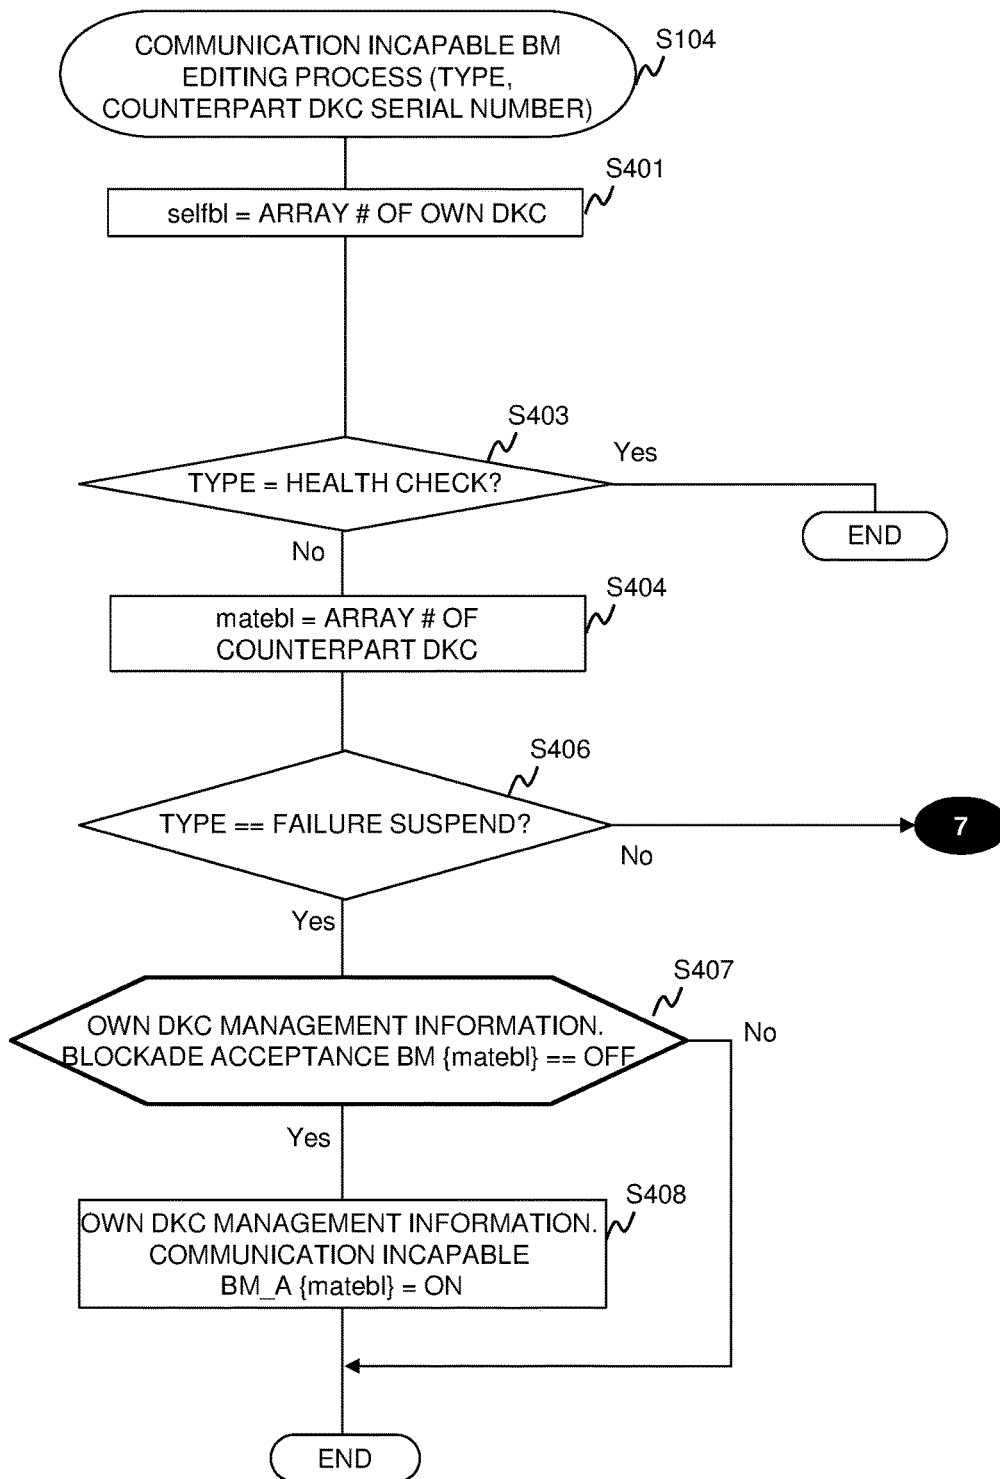 COMMUNICATION INCAPABLE BM
EDITING PROCESS (TYPE,
COUNTERPART DKC SERIAL NUMBER)
S104
S401
selfbl = ARRAY # OF OWN DKC
S403
TYPE = HEALTH CHECK?
Yes
END
No
S404
matebl = ARRAY # OF
COUNTERPART DKC
S406
TYPE == FAILURE SUSPEND?
7
No
Yes
S407
OWN DKC MANAGEMENT INFORMATION.
BLOCKADE ACCEPTANCE BM {matebl} == OFF
No
Yes
S408
OWN DKC MANAGEMENT INFORMATION.
COMMUNICATION INCAPABLE
BM_A {matebl} = ON
END